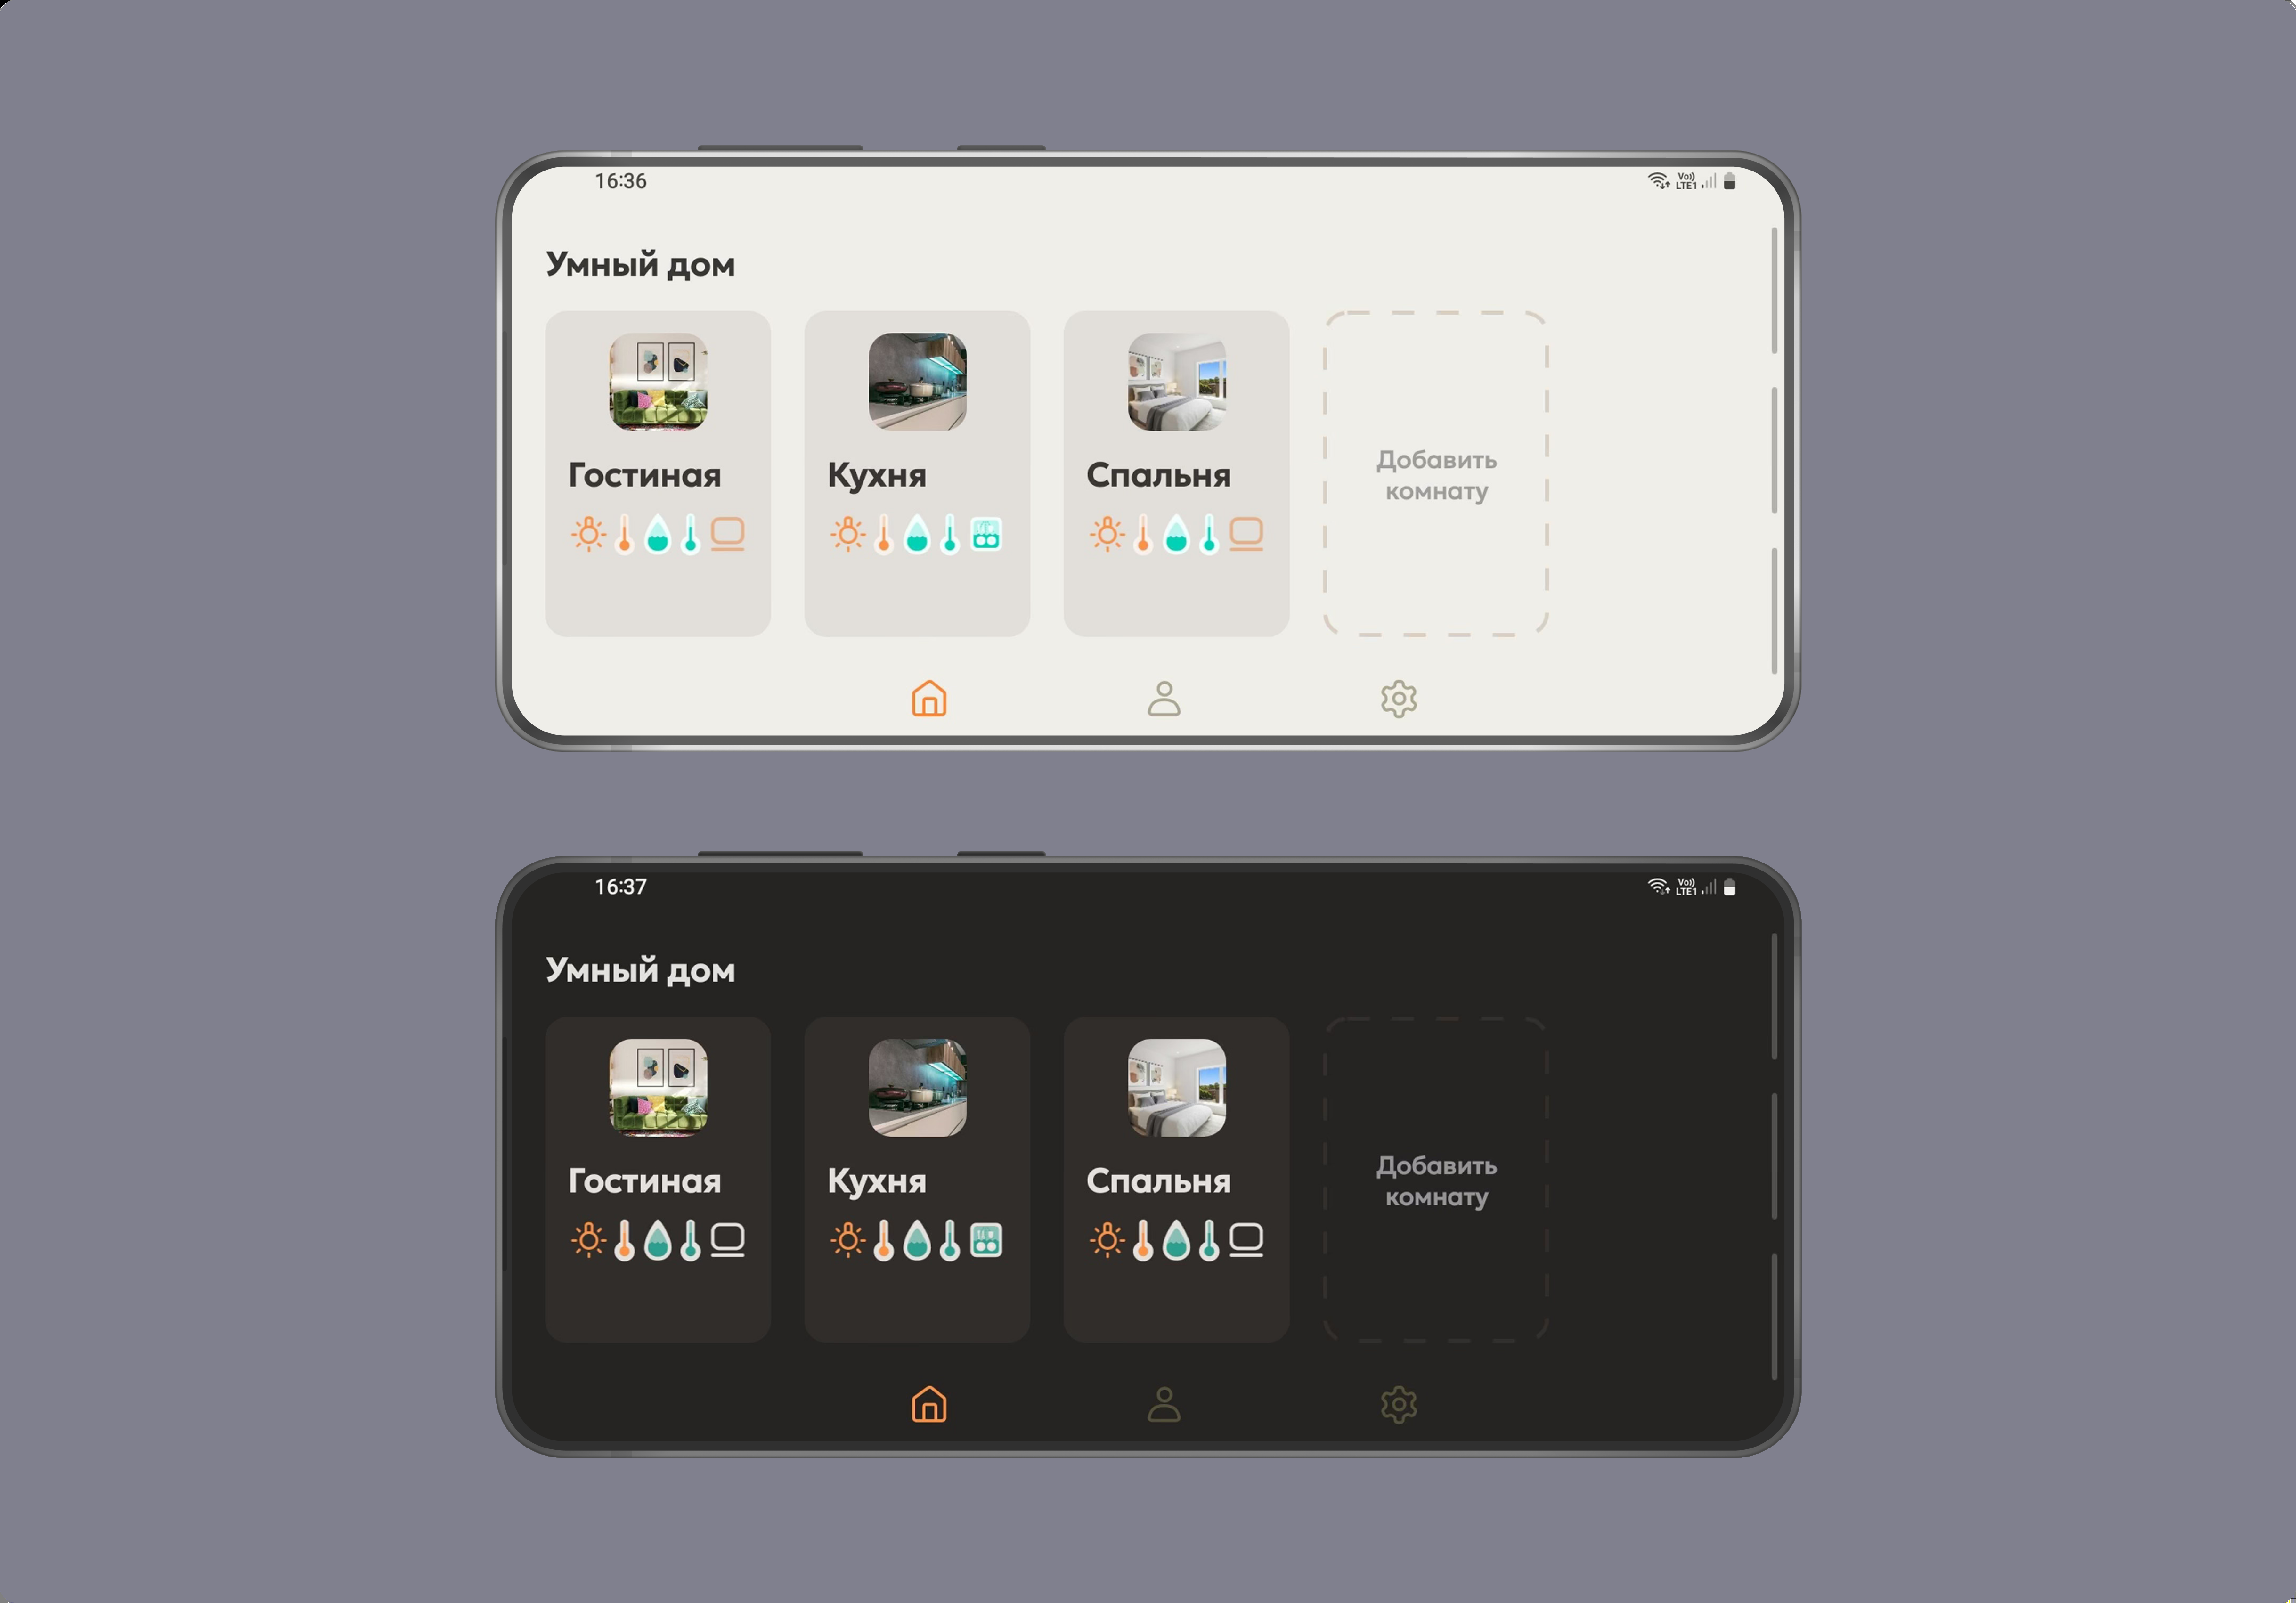 16:36
Vo))
LTE1
Умный дом
Гостиная
Кухня
Спальня
Добавить
комнату
16:37
Vo))
LTE1
Умный дом
Гостиная
Кухня
Спальня
Добавить
комнату